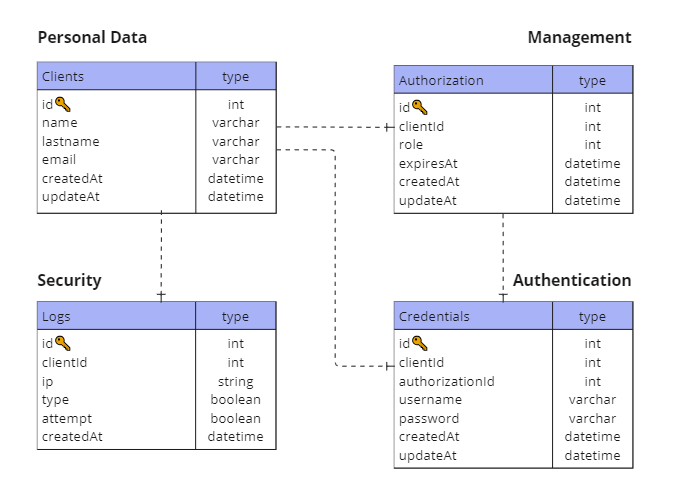 Personal Data
Clients type
id int
name varchar
lastname varchar
email varchar
createdAt datetime
updateAt datetime
Management
Authorization type
id int
clientId int
role int
expiresAt datetime
createdAt datetime
updateAt datetime
Security
Logs type
id int
clientId int
ip string
type boolean
attempt boolean
createdAt datetime
Authentication
Credentials type
id int
clientId int
authorizationId int
username varchar
password varchar
createdAt datetime
updateAt datetime